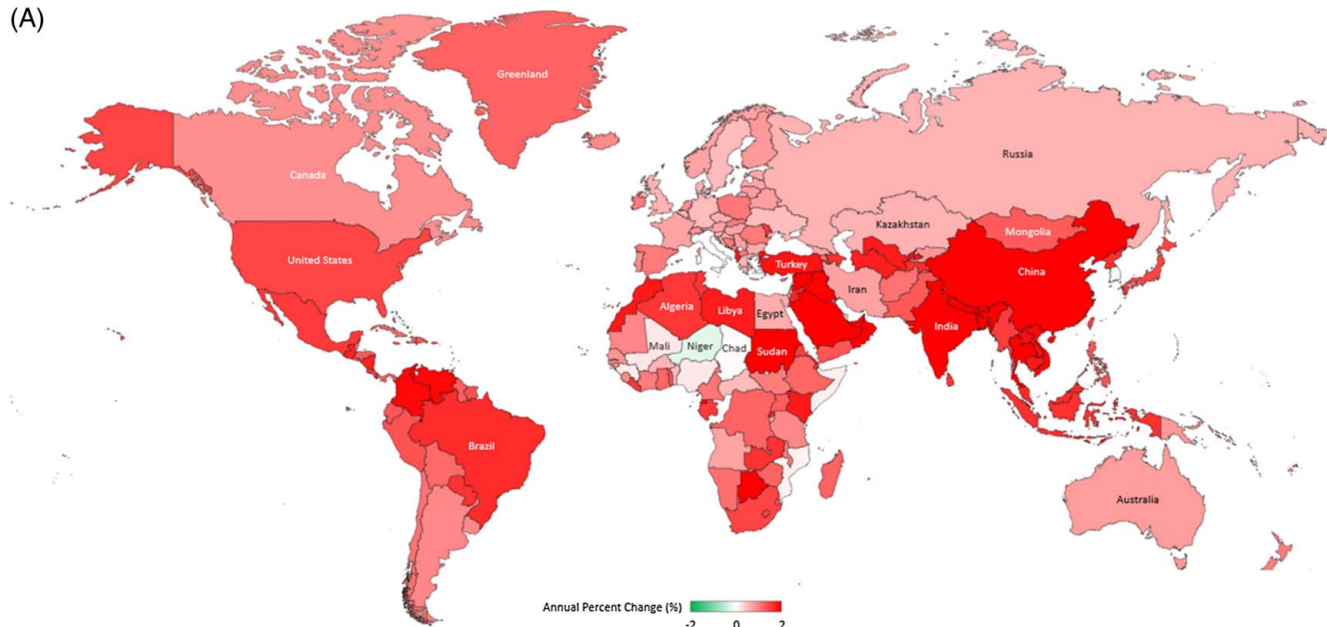 (A)
Greenland
Russia
Canada
Kazakhstan
Mongolia
United States
Turkey
China
Iran
Algeria
Libya
Egypt
India
Mali
Niger
Chad
Sudan
Brazil
Australia
Annual Percent Change (%)
-2 0 2